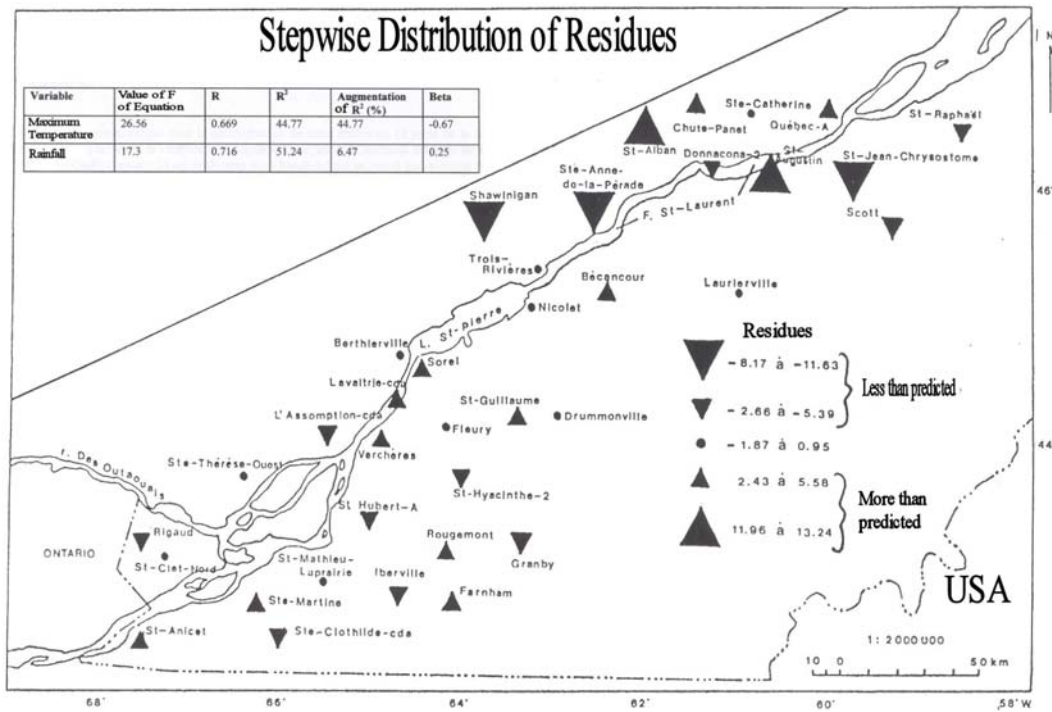 Stepwise Distribution of Residues
Variable Value of F of Equation R R² Augmentation of R² (%) Beta
Maximum Temperature 26.56 0.669 44.77 44.77 -0.67
Rainfall 17.3 0.716 51.24 6.47 0.25
N
Ste-Catherine
Québec-A
St-Raphaël
Chute-Panet
St-Alban
Donnacona-2
St-Augustin
St-Jean-Chrysostome
Ste-Anne-
do-la-Pérade
Shawinigan
46°
F. St-Laurent
Scott
Trois-
Rivières
Bécancour
Laurierville
Nicolet
L. St-pierre
Berthierville
Sorel
Lavaltrie-cda
St-Guillaume
Drummonville
L'Assomption-cda
Fleury
Verchères
Residues
-8.17 à -11.63
-2.66 à -5.39
Less than predicted
-1.87 à 0.95
2.43 à 5.58
11.96 à 13.24
More than
predicted
44
r. Des Outaouais
Ste-Thérèse-Ouest
St-Hyacinthe-2
St Hubert-A
Rigaud
ONTARIO
St-Clet-Nord
Rougemont
Granby
St-Mathieu-
Luprairie
Iberville
Ste-Martine
Farnham
St-Anicet
Ste-Clothilde-cda
USA
1: 2000000
10 0 50 km
68° 66° 64° 62° 60° 58° W